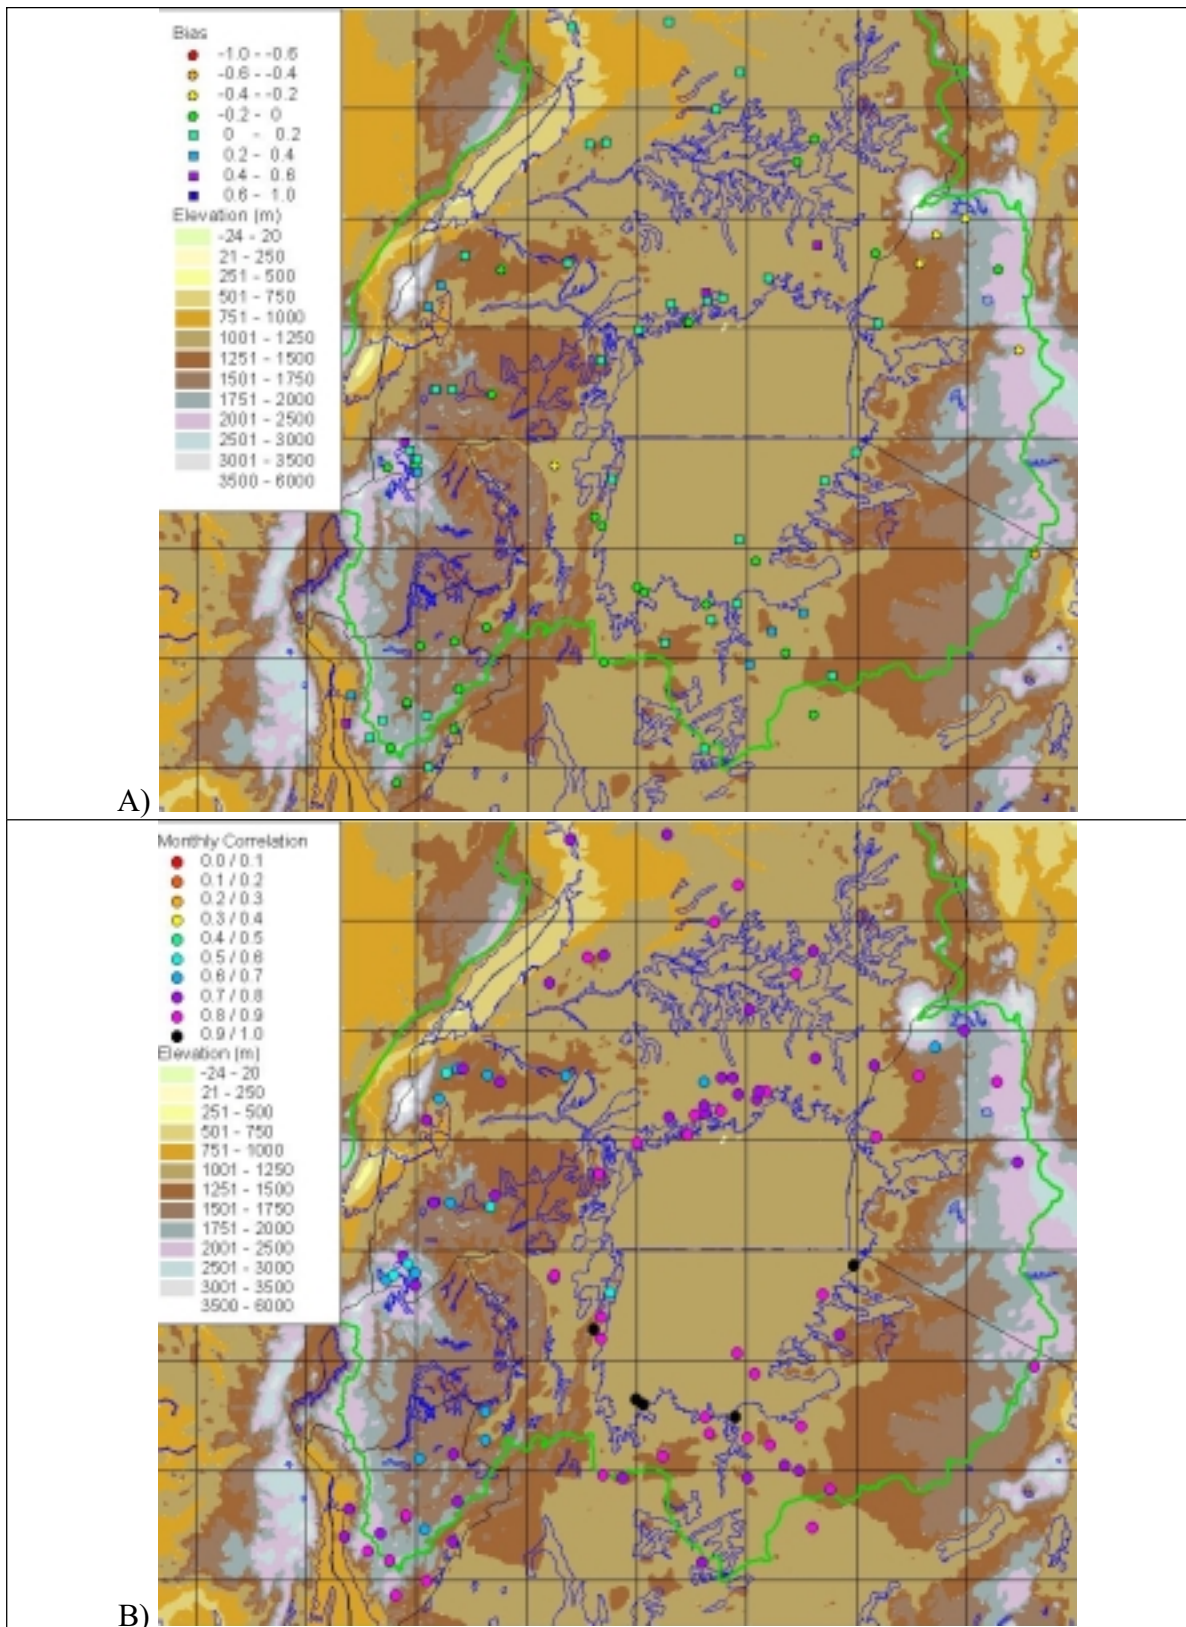 Bias
-1.0 - -0.6
-0.6 - -0.4
-0.4 - -0.2
-0.2 - 0
0 - 0.2
0.2 - 0.4
0.4 - 0.6
0.6 - 1.0
Elevation (m)
-24 - 20
21 - 250
251 - 500
501 - 750
751 - 1000
1001 - 1250
1251 - 1500
1501 - 1750
1751 - 2000
2001 - 2500
2501 - 3000
3001 - 3500
3500 - 6000
A)
Monthly Correlation
0.0 / 0.1
0.1 / 0.2
0.2 / 0.3
0.3 / 0.4
0.4 / 0.5
0.5 / 0.6
0.6 / 0.7
0.7 / 0.8
0.8 / 0.9
0.9 / 1.0
Elevation (m)
-24 - 20
21 - 250
251 - 500
501 - 750
751 - 1000
1001 - 1250
1251 - 1500
1501 - 1750
1751 - 2000
2001 - 2500
2501 - 3000
3001 - 3500
3500 - 6000
B)